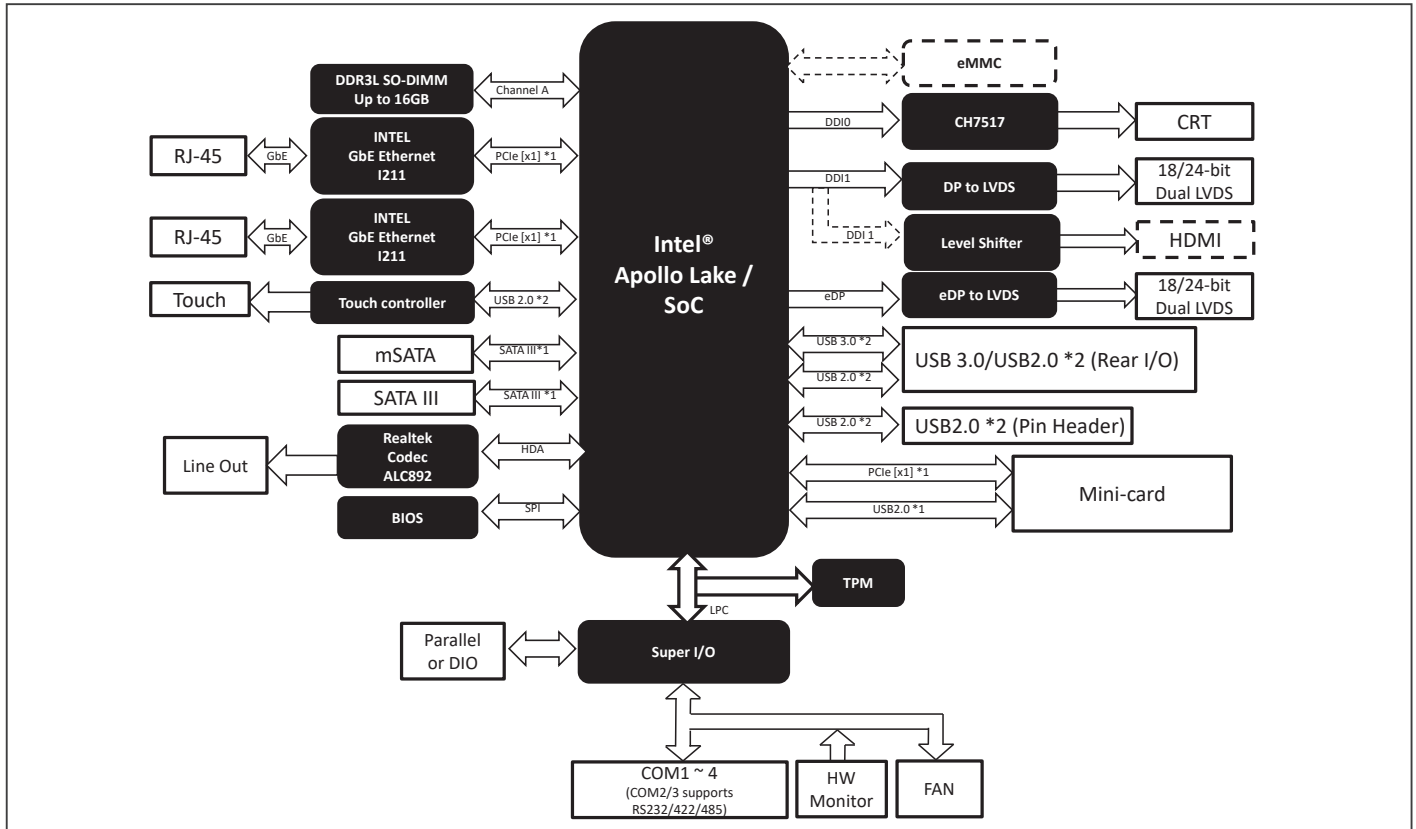 DDR3L SO-DIMM
Up to 16GB
Channel A
RJ-45
GbE
INTEL
GbE Ethernet
I211
PCIe [x1] *1
RJ-45
GbE
INTEL
GbE Ethernet
I211
PCIe [x1] *1
Touch
Touch controller
USB 2.0 *2
mSATA
SATA III*1
SATA III
SATA III *1
Line Out
Realtek
Codec
ALC892
HDA
BIOS
SPI
Intel®
Apollo Lake /
SoC
eMMC
DDI0
CH7517
CRT
DDI1
DP to LVDS
18/24-bit
Dual LVDS
DDI 1
Level Shifter
HDMI
eDP
eDP to LVDS
18/24-bit
Dual LVDS
USB 3.0 *2
USB 2.0 *2
USB 3.0/USB2.0 *2 (Rear I/O)
USB 2.0 *2
USB2.0 *2 (Pin Header)
PCIe [x1] *1
USB2.0 *1
Mini-card
TPM
LPC
Parallel
or DIO
Super I/O
COM1 ~ 4
(COM2/3 supports
RS232/422/485)
HW
Monitor
FAN